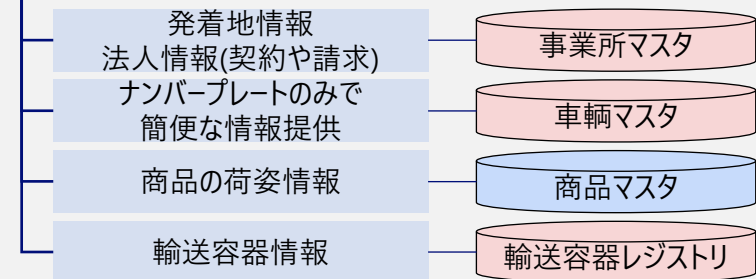 発着地情報
法人情報(契約や請求)
事業所マスタ
ナンバープレートのみで
簡便な情報提供
車輌マスタ
商品の荷姿情報
商品マスタ
輸送容器情報
輸送容器レジストリ